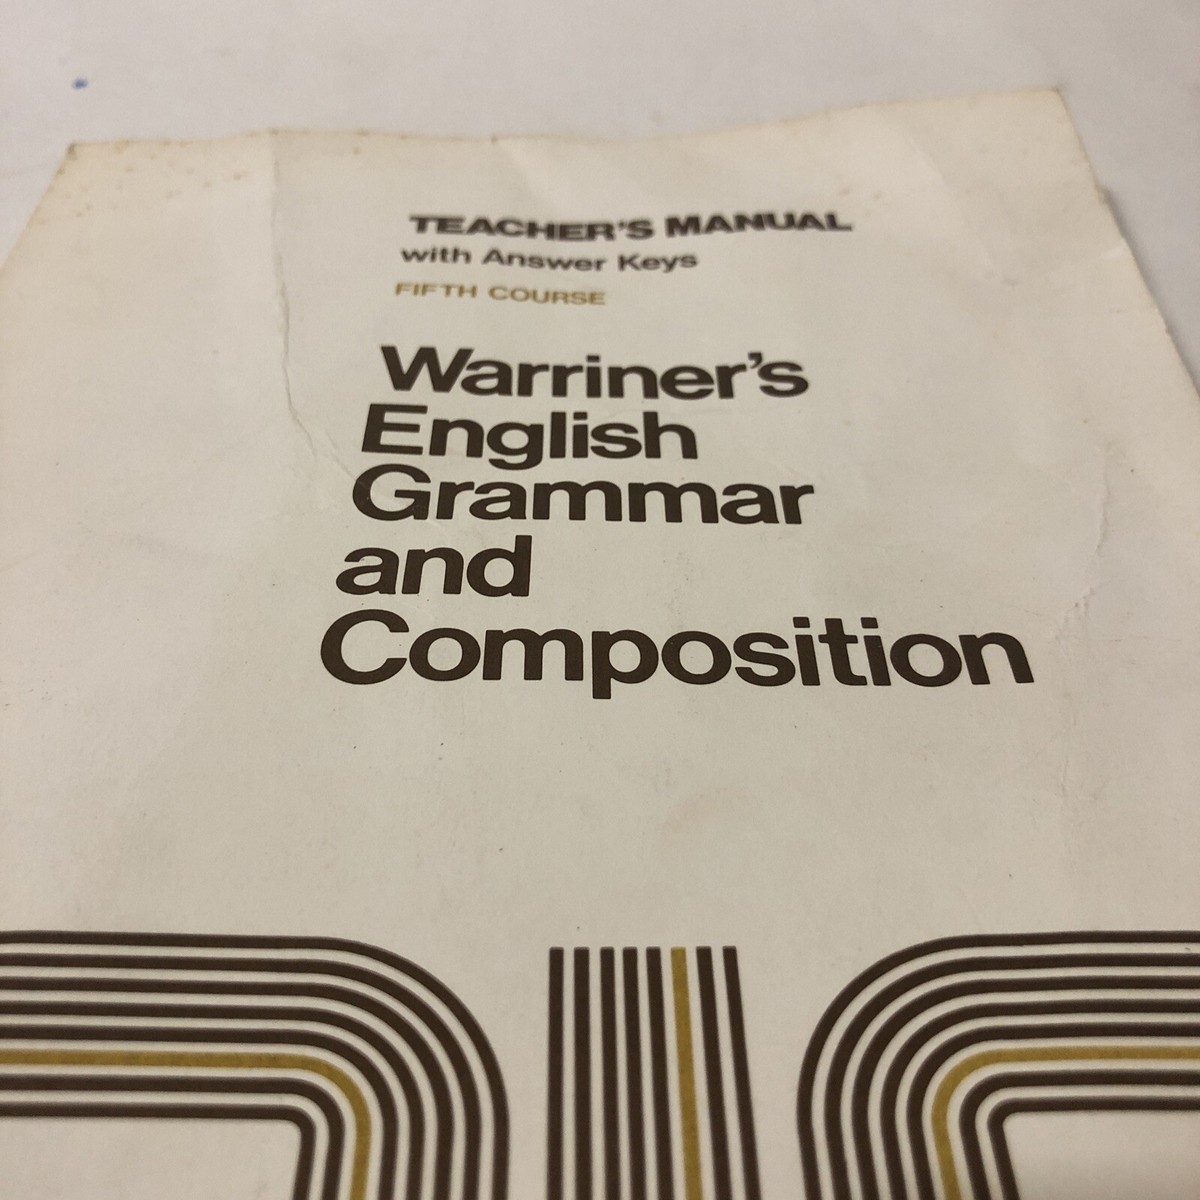 TEACHER'S MANUAL
with Answer Keys
FIFTH COURSE
Warriner's
English
Grammar
and
Composition